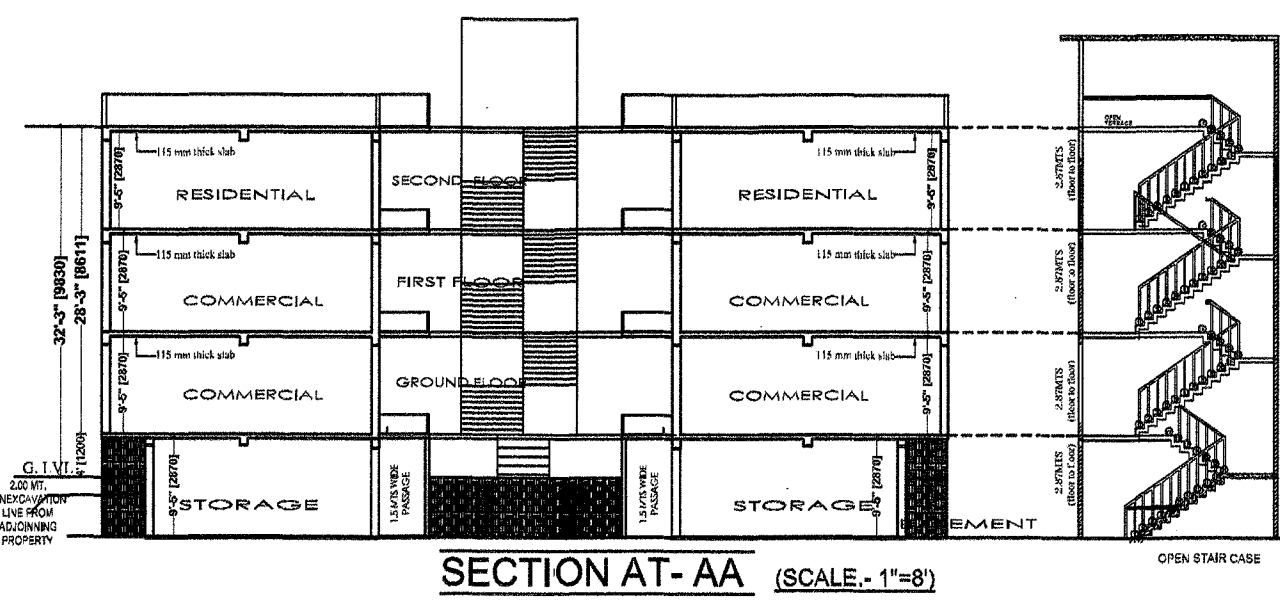 OPEN
TERRACE
115 mm thick slab
115 mm thick slab
SECOND FLOOR
RESIDENTIAL
RESIDENTIAL
9'-5" [2870]
9'-5" [2870]
2.87MTS
(floor to floor)
115 mm thick slab
115 mm thick slab
FIRST FLOOR
COMMERCIAL
COMMERCIAL
9'-5" [2870]
9'-5" [2870]
2.87MTS
(floor to floor)
32'-3" [9830]
28'-3" [8611]
115 mm thick slab
115 mm thick slab
GROUND FLOOR
COMMERCIAL
COMMERCIAL
9'-5" [2870]
9'-5" [2870]
2.87MTS
(floor to floor)
4' [1200]
2.00 MT.
NEXCAVATION
LINE FROM
ADJOINNING
PROPERTY
STORAGE
9'-5" [2870]
1.5 MTS WIDE
PASSAGE
1.5 MTS WIDE
PASSAGE
STORAGE
9'-5" [2870]
2.87MTS
(floor to floor)
OPEN STAIR CASE
SECTION AT- AA (SCALE.- 1"=8')